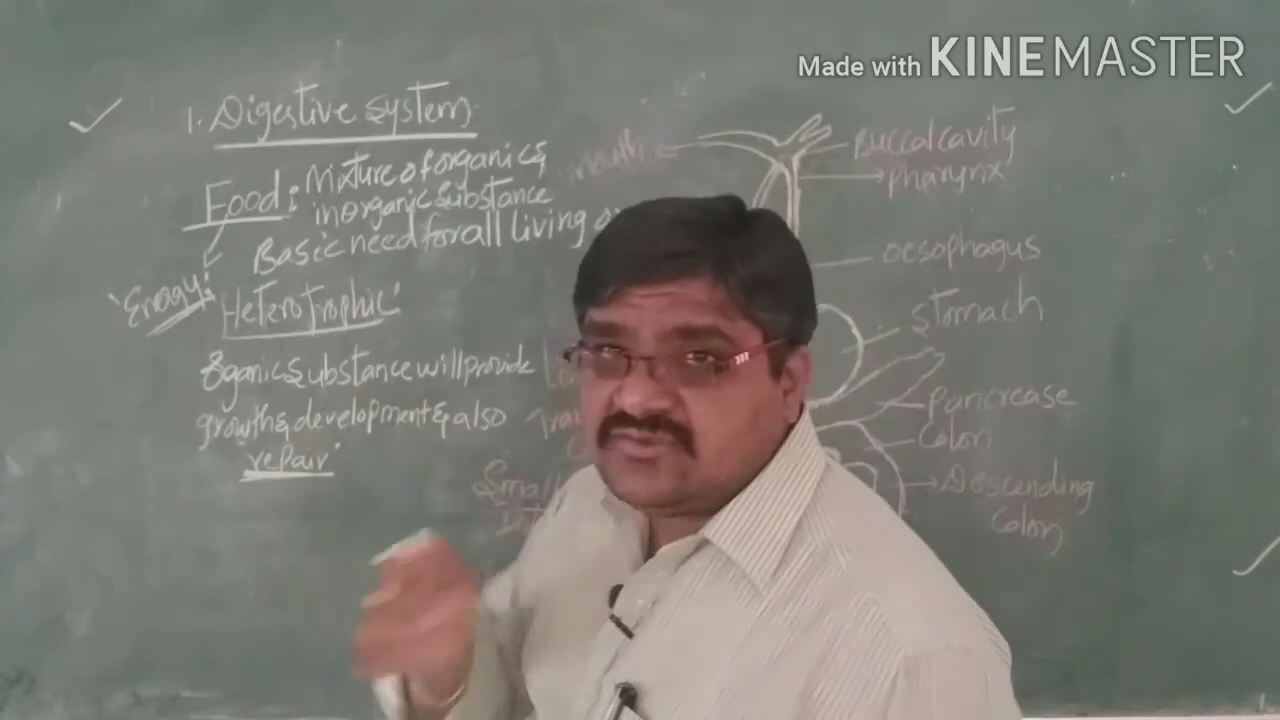 Made with KINEMASTER
1. Digestive System
Food: Mixture of organic &
inorganic substance
Basic need for all Living
'Energy'
'Heterotrophic'
Organic substance will provide
growth & development & also
repair'
mouth
Buccal cavity
pharynx
oesophagus
Stomach
Pancrease
Colon
Descending
Colon
Small